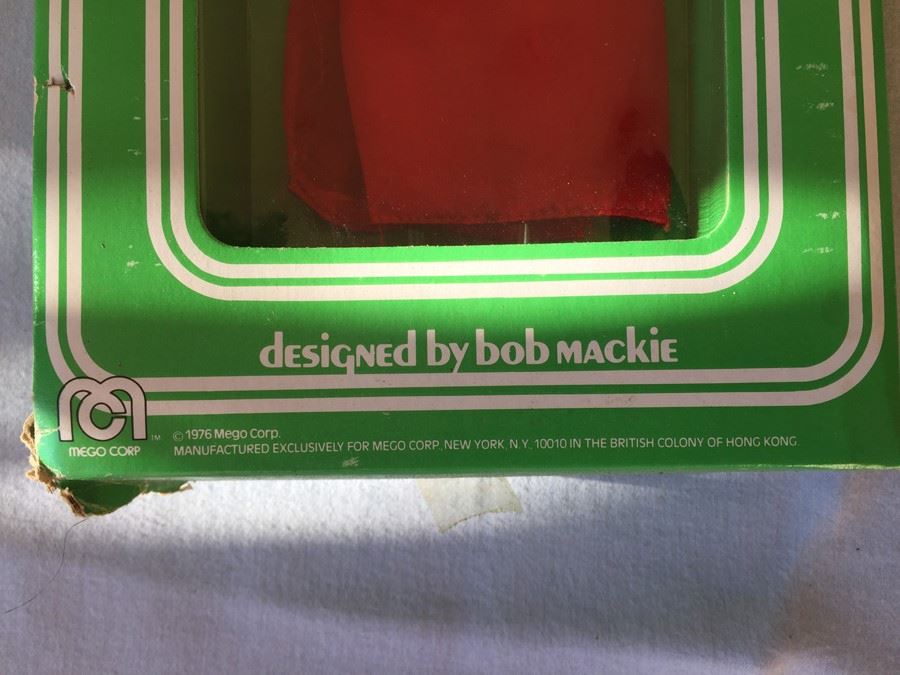 designed by bob mackie
MEGO CORP ™
© 1976 Mego Corp.
MANUFACTURED EXCLUSIVELY FOR MEGO CORP., NEW YORK, N.Y. 10010 IN THE BRITISH COLONY OF HONG KONG.